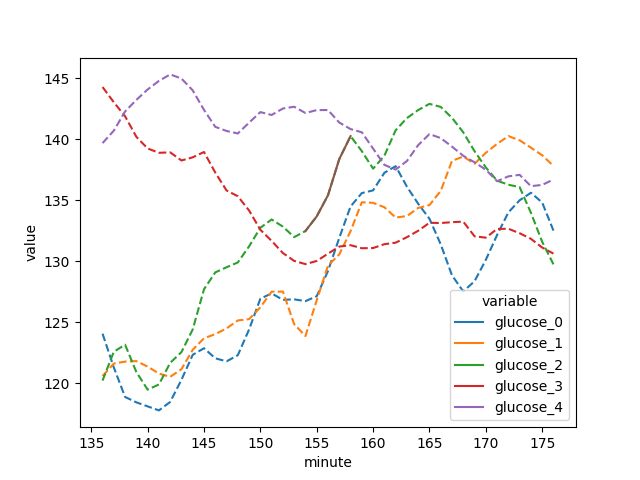 145
140
135
130
125
120
value
135 140 145 150 155 160 165 170 175
minute
variable
glucose_0
glucose_1
glucose_2
glucose_3
glucose_4